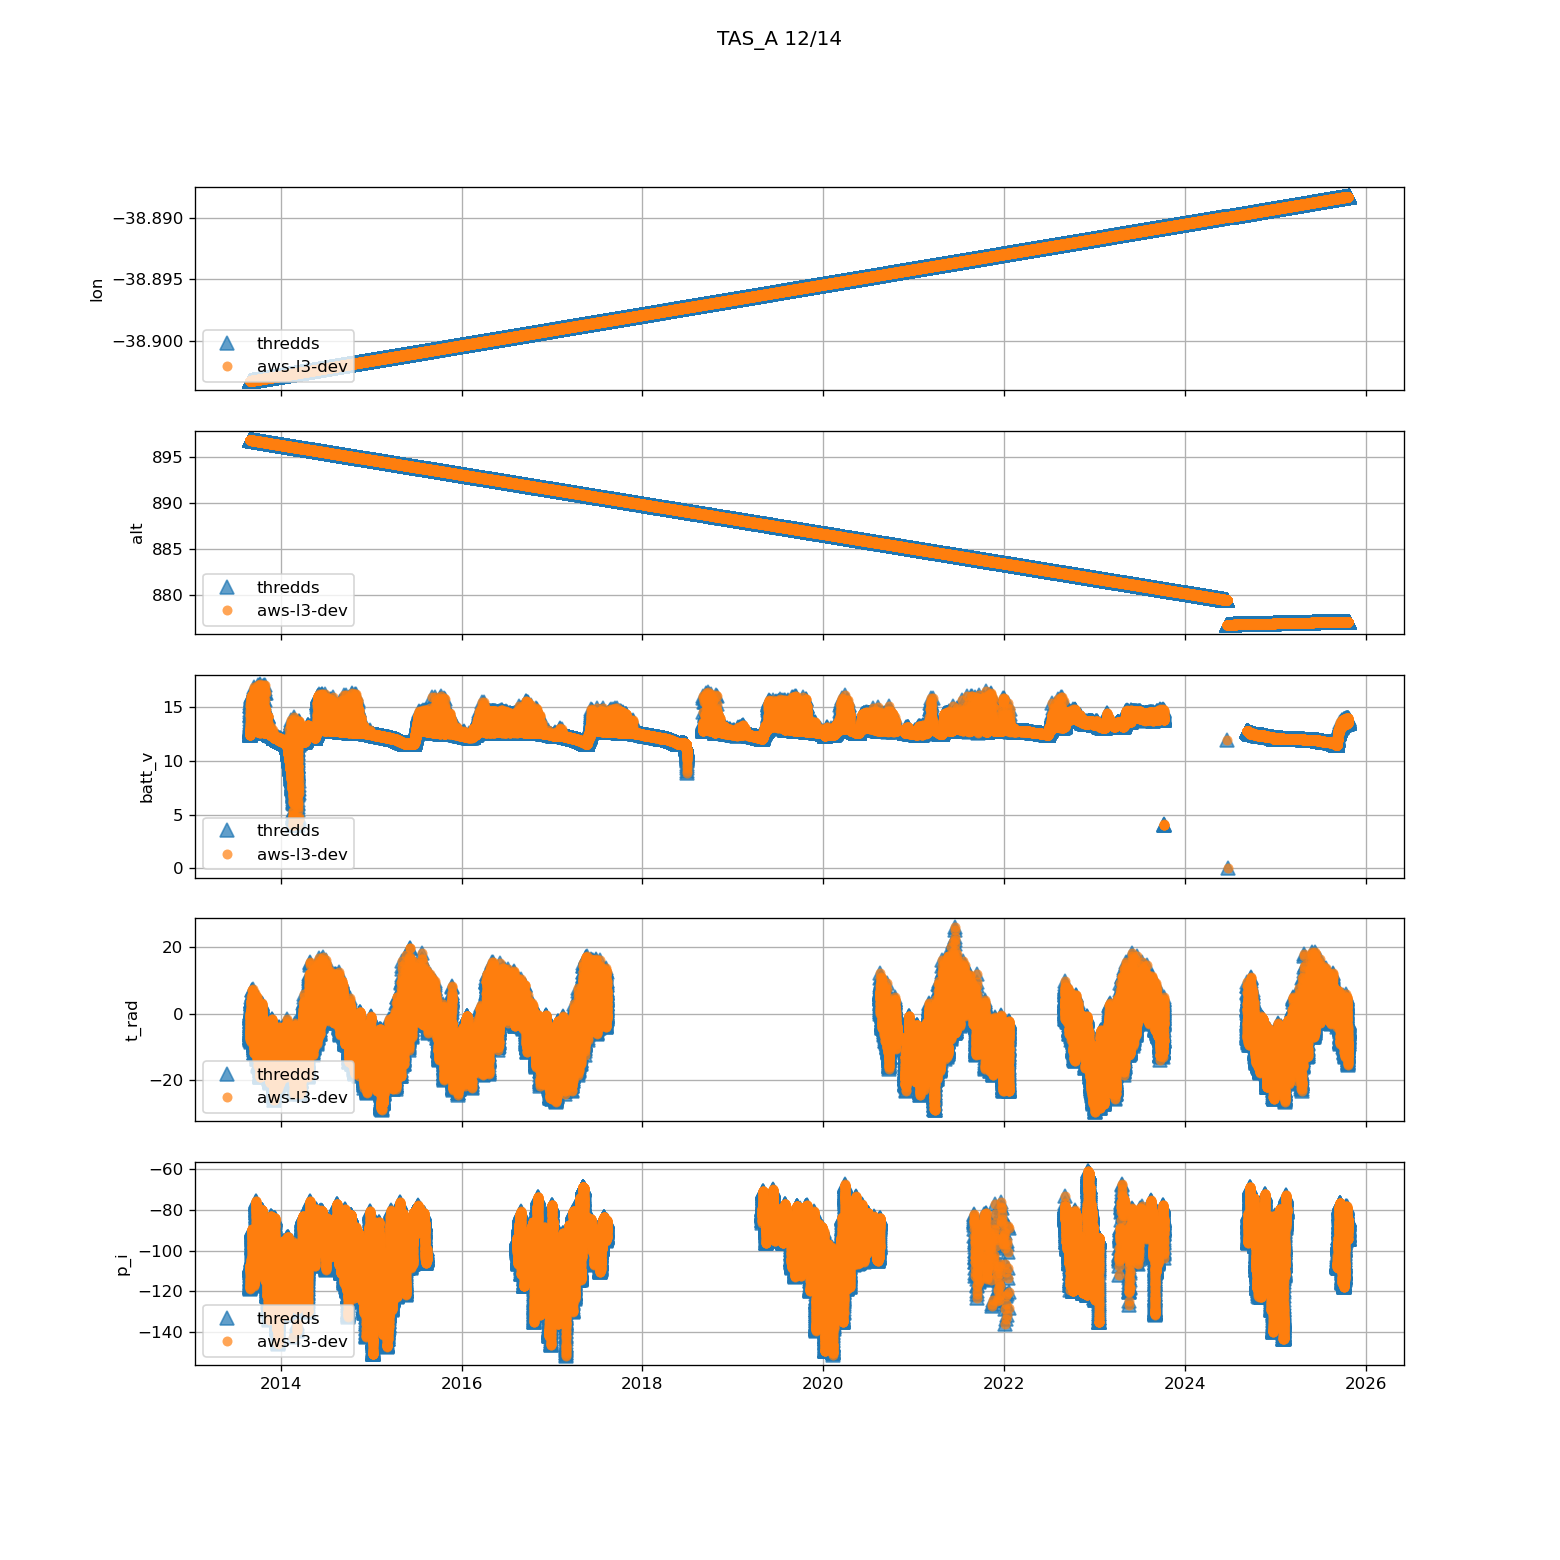 TAS_A 12/14
−38.890
−38.895
−38.900
lon
thredds
aws-l3-dev
895
890
885
880
alt
thredds
aws-l3-dev
15
10
5
0
batt_v
thredds
aws-l3-dev
20
0
−20
t_rad
thredds
aws-l3-dev
−60
−80
−100
−120
−140
p_i
thredds
aws-l3-dev
2014 2016 2018 2020 2022 2024 2026